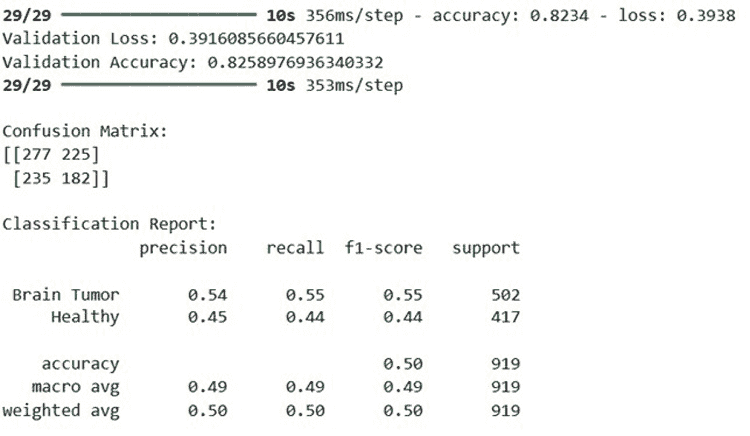 29/29 ━━━━━━━━━━━━━━━━━━━━ 10s 356ms/step - accuracy: 0.8234 - loss: 0.3938
Validation Loss: 0.3916085660457611
Validation Accuracy: 0.8258976936340332
29/29 ━━━━━━━━━━━━━━━━━━━━ 10s 353ms/step
Confusion Matrix:
[[277 225]
 [235 182]]
Classification Report:
precision recall f1-score support
Brain Tumor 0.54 0.55 0.55 502
Healthy 0.45 0.44 0.44 417
accuracy 0.50 919
macro avg 0.49 0.49 0.49 919
weighted avg 0.50 0.50 0.50 919